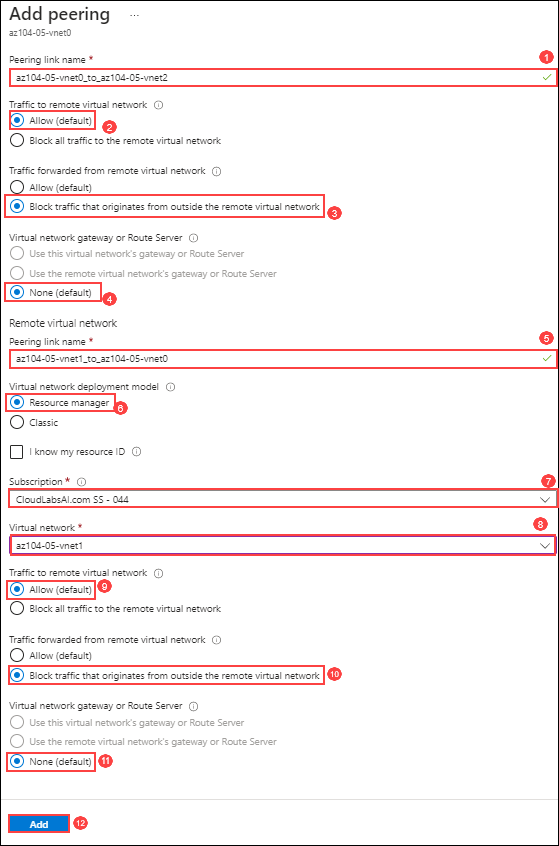 Add peering ...
az104-05-vnet0
Peering link name *
1
az104-05-vnet0_to_az104-05-vnet2
Traffic to remote virtual network
Allow (default)
2
Block all traffic to the remote virtual network
Traffic forwarded from remote virtual network
Allow (default)
Block traffic that originates from outside the remote virtual network
3
Virtual network gateway or Route Server
Use this virtual network's gateway or Route Server
Use the remote virtual network's gateway or Route Server
None (default)
4
Remote virtual network
Peering link name *
5
az104-05-vnet1_to_az104-05-vnet0
Virtual network deployment model
Resource manager
6
Classic
I know my resource ID
Subscription *
7
CloudLabsAI.com SS - 044
Virtual network *
8
az104-05-vnet1
Traffic to remote virtual network
Allow (default)
9
Block all traffic to the remote virtual network
Traffic forwarded from remote virtual network
Allow (default)
Block traffic that originates from outside the remote virtual network
10
Virtual network gateway or Route Server
Use this virtual network's gateway or Route Server
Use the remote virtual network's gateway or Route Server
None (default)
11
Add
12